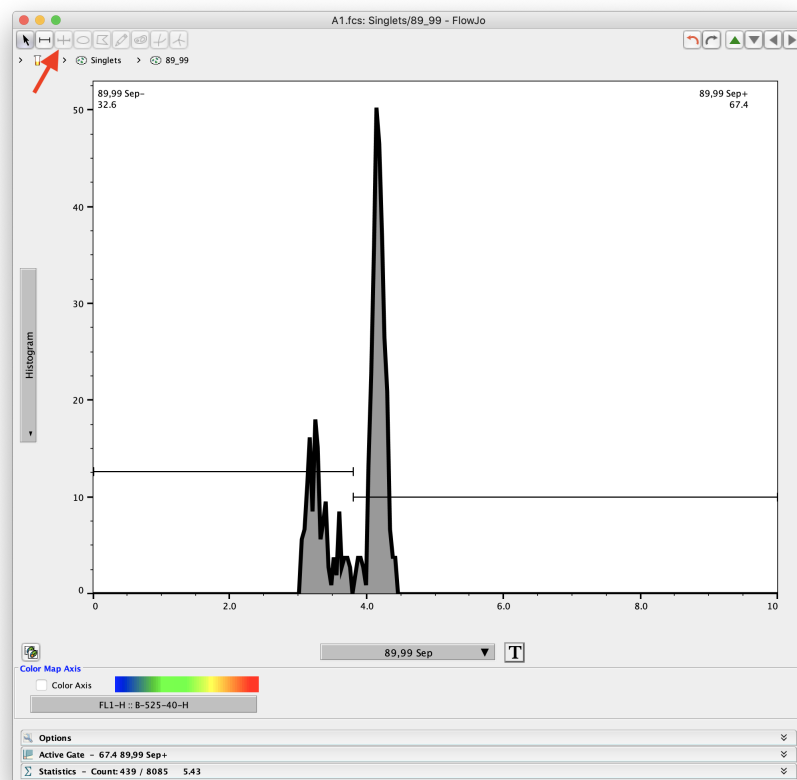 A1.fcs: Singlets/89_99 - FlowJo
> > Singlets > 89_99
89,99 Sep- 89,99 Sep+
32.6 67.4
50
40
30
20
10
0
Histogram
0 2.0 4.0 6.0 8.0 10
89,99 Sep
T
Color Map Axis
Color Axis
FL1-H :: B-525-40-H
Options
Active Gate - 67.4 89,99 Sep+
Σ Statistics - Count: 439 / 8085 5.43